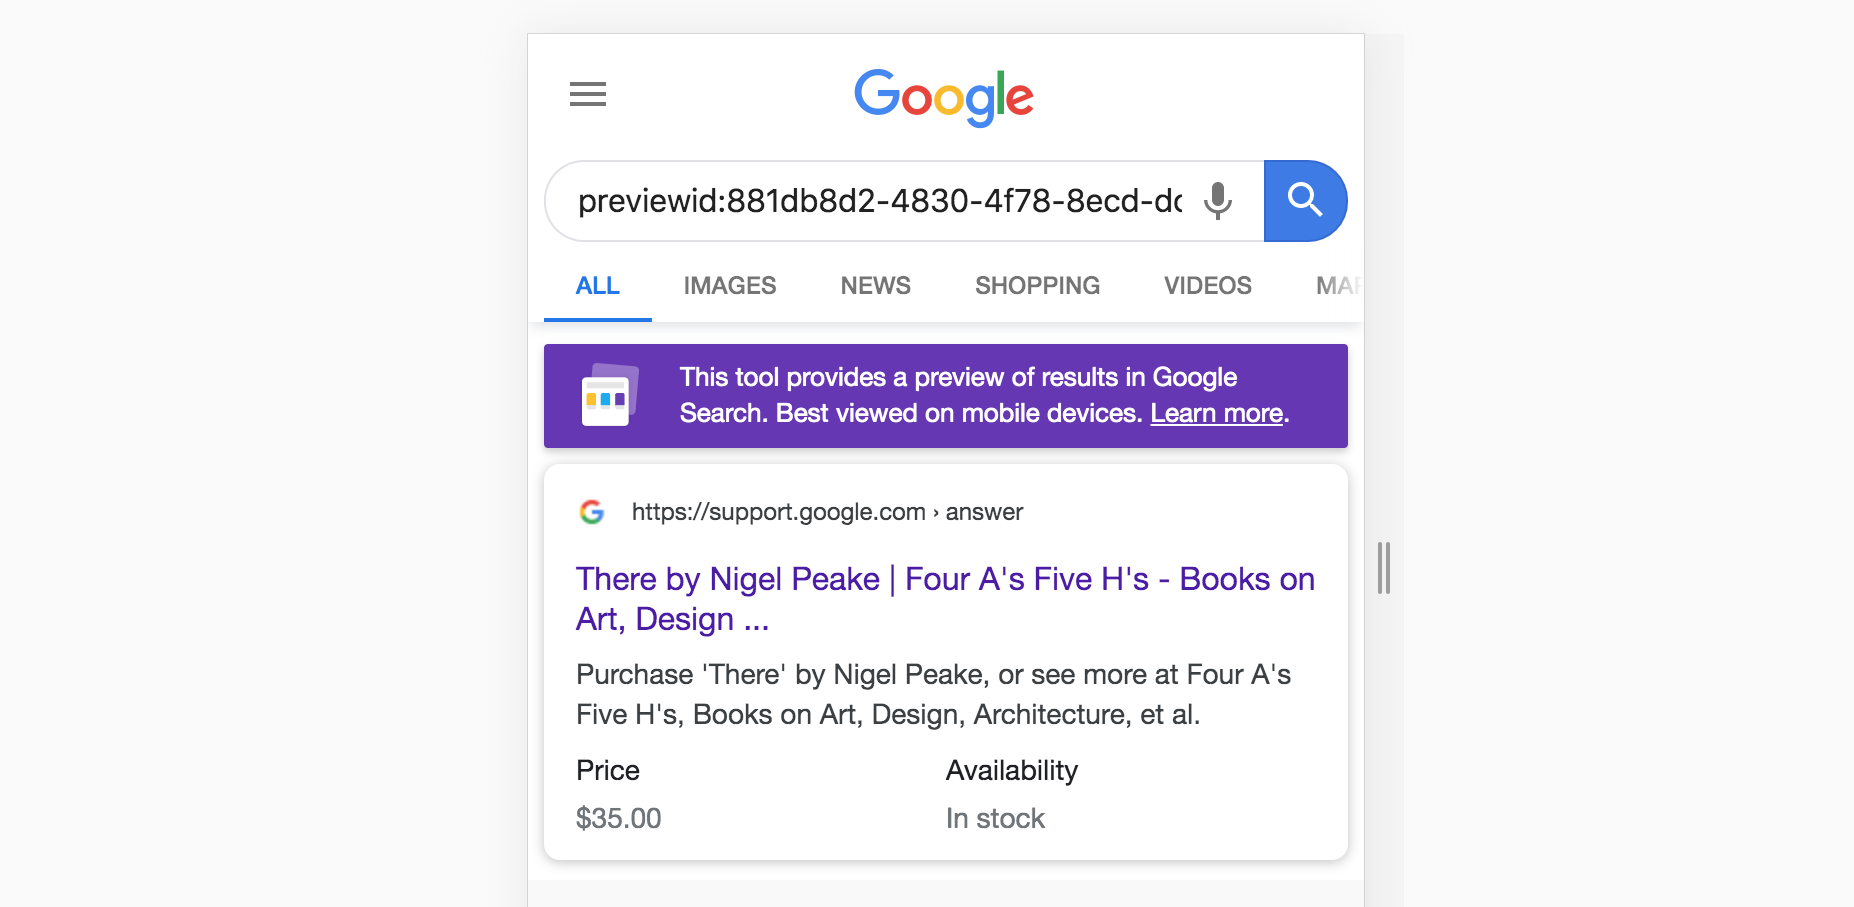 Google
previewid:881db8d2-4830-4f78-8ecd-dc
ALL IMAGES NEWS SHOPPING VIDEOS
This tool provides a preview of results in Google
Search. Best viewed on mobile devices. Learn more.
https://support.google.com › answer
There by Nigel Peake | Four A's Five H's - Books on
Art, Design ...
Purchase 'There' by Nigel Peake, or see more at Four A's
Five H's, Books on Art, Design, Architecture, et al.
Price Availability
$35.00 In stock